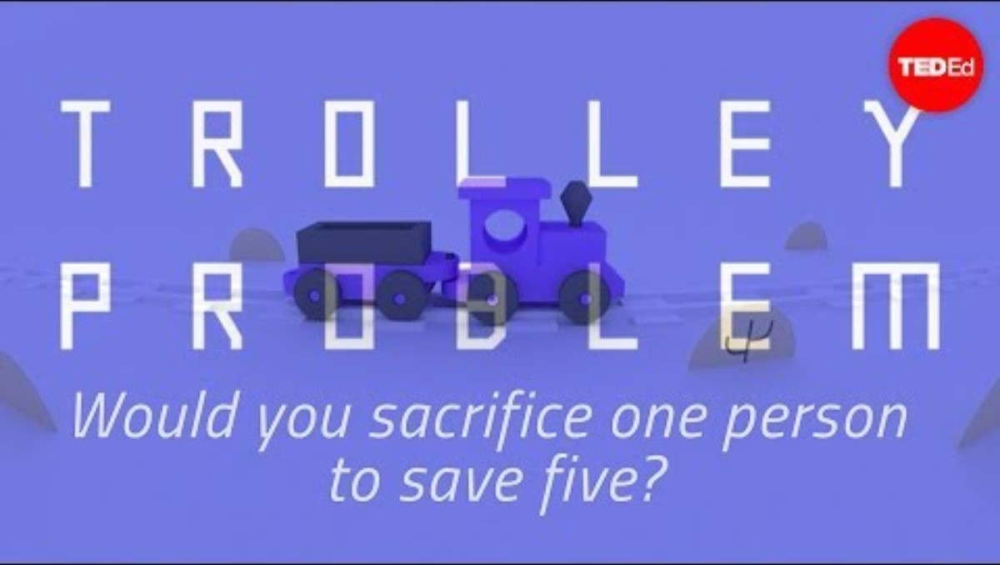 TEDEd
TROLLEY
PROBLEM
Would you sacrifice one person
to save five?